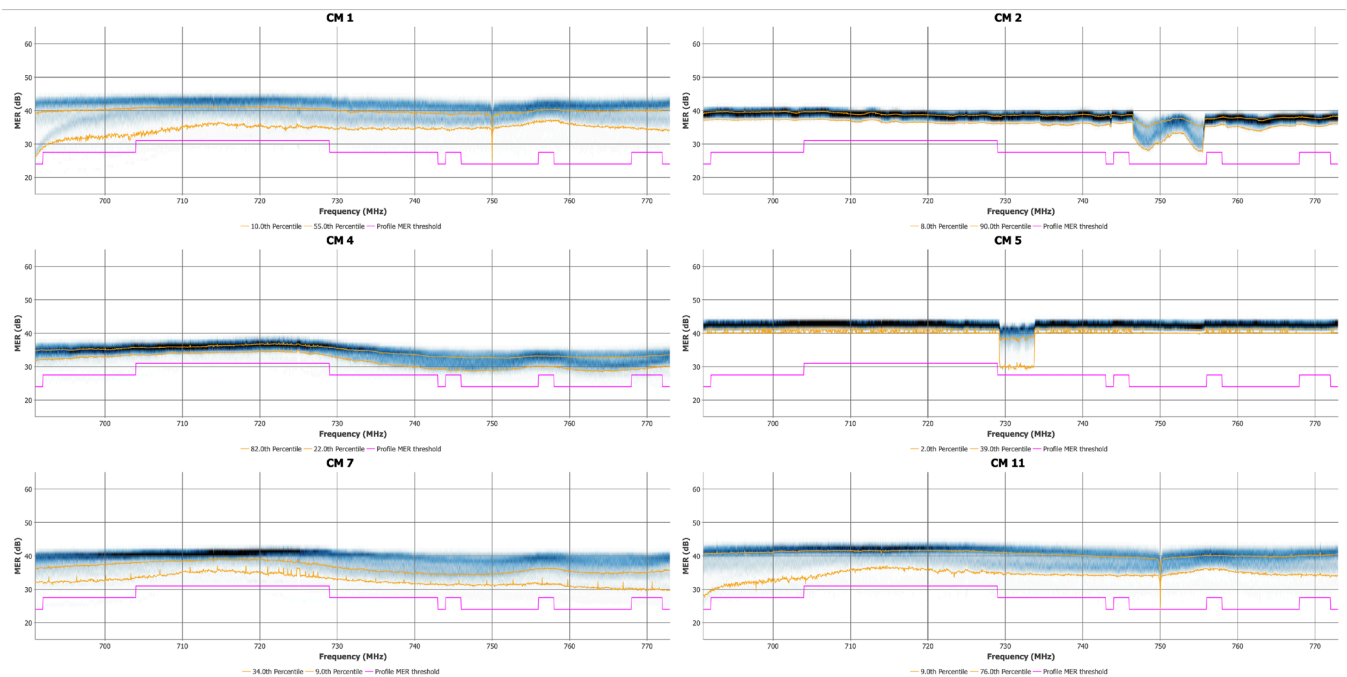 CM 1
60
50
40
30
20
MER (dB)
700
710
720
730
740
750
760
770
Frequency (MHz)
10.0th Percentile
55.0th Percentile
Profile MER threshold
CM 2
60
50
40
30
20
MER (dB)
700
710
720
730
740
750
760
770
Frequency (MHz)
8.0th Percentile
90.0th Percentile
Profile MER threshold
CM 4
60
50
40
30
20
MER (dB)
700
710
720
730
740
750
760
770
Frequency (MHz)
82.0th Percentile
22.0th Percentile
Profile MER threshold
CM 5
60
50
40
30
20
MER (dB)
700
710
720
730
740
750
760
770
Frequency (MHz)
2.0th Percentile
39.0th Percentile
Profile MER threshold
CM 7
60
50
40
30
20
MER (dB)
700
710
720
730
740
750
760
770
Frequency (MHz)
34.0th Percentile
9.0th Percentile
Profile MER threshold
CM 11
60
50
40
30
20
MER (dB)
700
710
720
730
740
750
760
770
Frequency (MHz)
9.0th Percentile
76.0th Percentile
Profile MER threshold